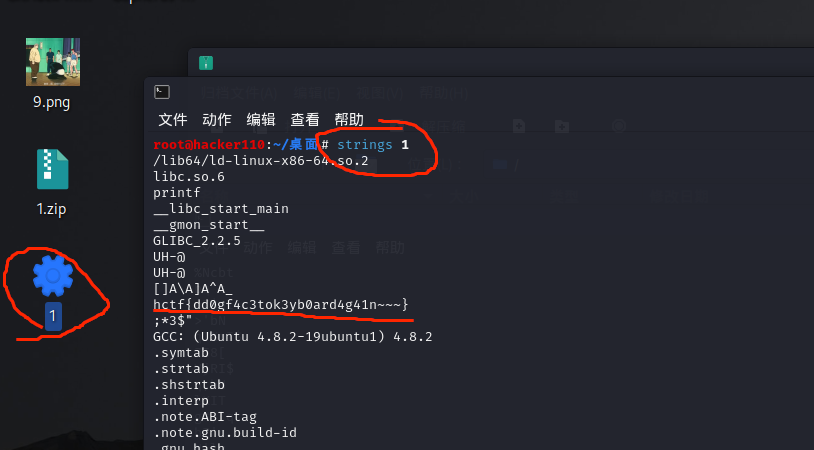 9.png
1.zip
1
文件 动作 编辑 查看 帮助
root@hacker110:~/桌面# strings 1
/lib64/ld-linux-x86-64.so.2
libc.so.6
printf
__libc_start_main
__gmon_start__
GLIBC_2.2.5
UH-@
UH-@
[]A\A]A^A_
hctf{dd0gf4c3tok3yb0ard4g41n~~~}
;*3$"
GCC: (Ubuntu 4.8.2-19ubuntu1) 4.8.2
.symtab
.strtab
.shstrtab
.interp
.note.ABI-tag
.note.gnu.build-id
.gnu.hash